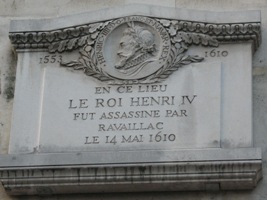 1553 1610
EN CE LIEU
LE ROI HENRI IV
FUT ASSASSINE PAR
RAVAILLAC
LE 14 MAI 1610